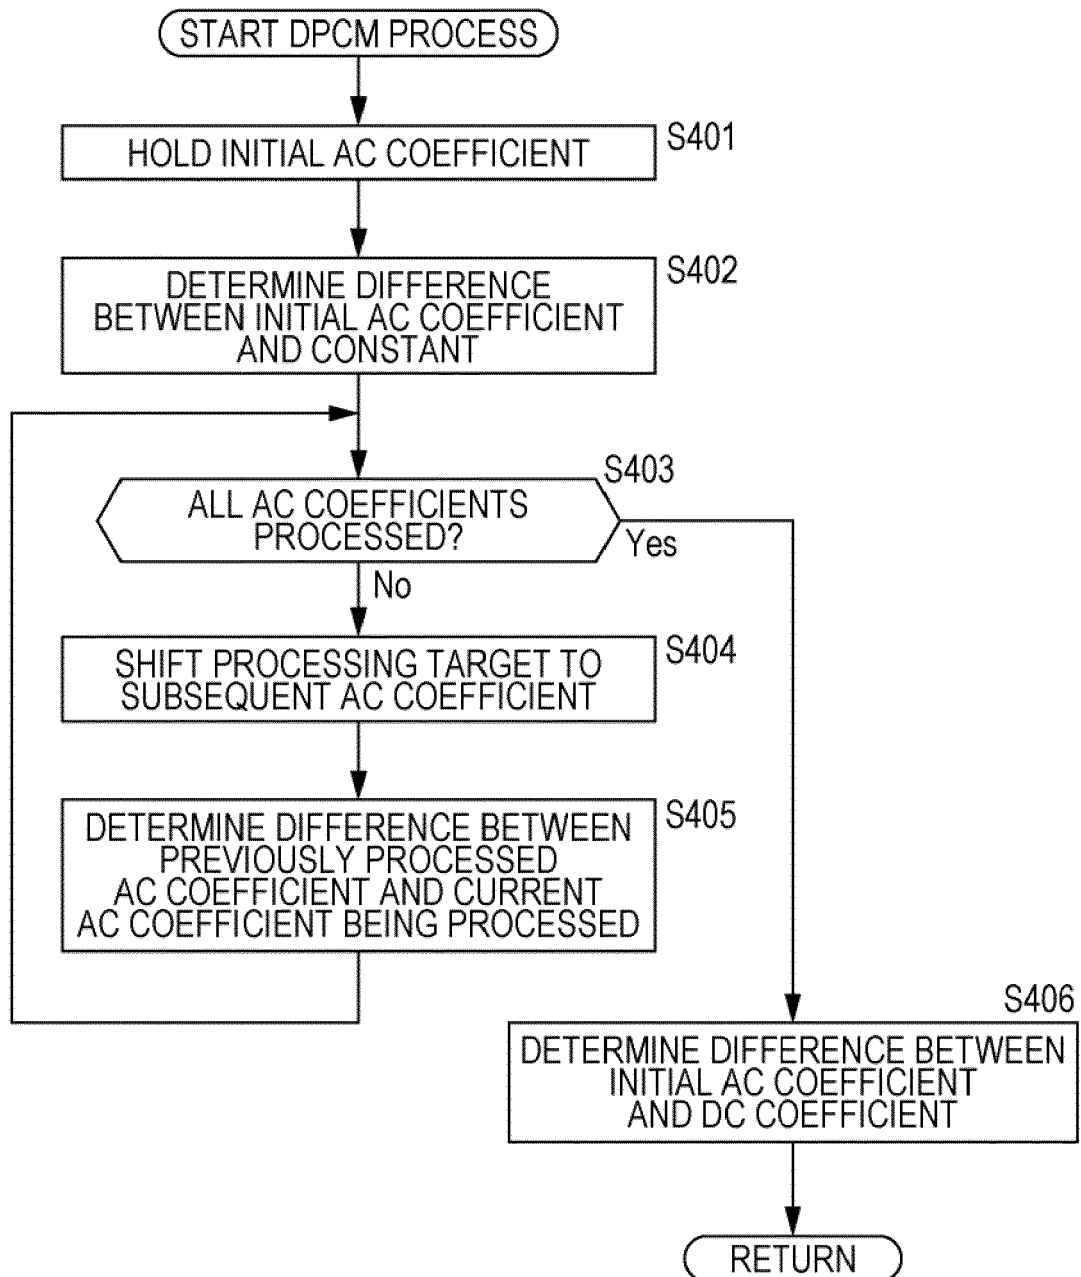 START DPCM PROCESS
S401
HOLD INITIAL AC COEFFICIENT
S402
DETERMINE DIFFERENCE
BETWEEN INITIAL AC COEFFICIENT
AND CONSTANT
S403
ALL AC COEFFICIENTS
PROCESSED?
Yes
No
S404
SHIFT PROCESSING TARGET TO
SUBSEQUENT AC COEFFICIENT
S405
DETERMINE DIFFERENCE BETWEEN
PREVIOUSLY PROCESSED
AC COEFFICIENT AND CURRENT
AC COEFFICIENT BEING PROCESSED
S406
DETERMINE DIFFERENCE BETWEEN
INITIAL AC COEFFICIENT
AND DC COEFFICIENT
RETURN